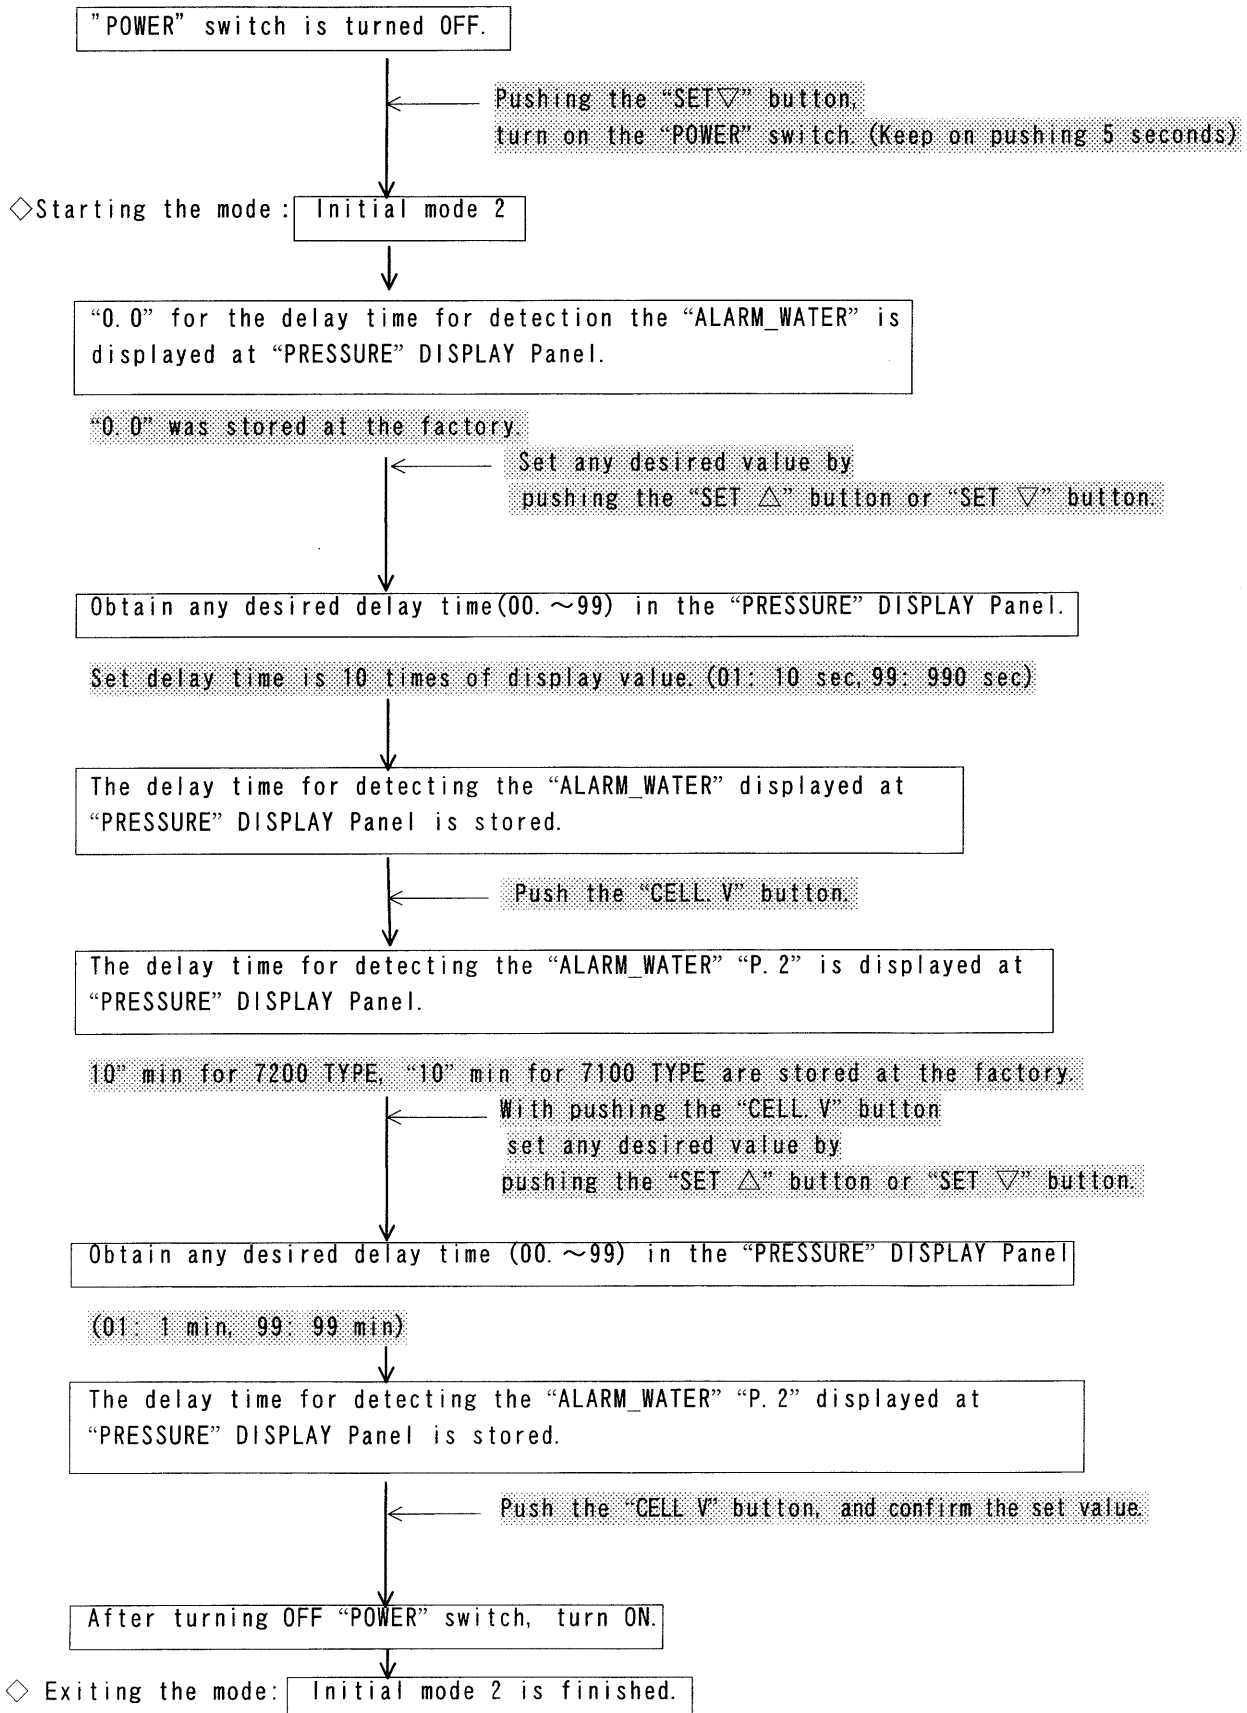 "POWER" switch is turned OFF.
Pushing the "SET▽" button,
turn on the "POWER" switch. (Keep on pushing 5 seconds)
◇Starting the mode: Initial mode 2
"0.0" for the delay time for detection the "ALARM_WATER" is
displayed at "PRESSURE" DISPLAY Panel.
"0.0" was stored at the factory.
Set any desired value by
pushing the "SET △" button or "SET ▽" button.
Obtain any desired delay time(00.～99) in the "PRESSURE" DISPLAY Panel.
Set delay time is 10 times of display value. (01: 10 sec, 99: 990 sec)
The delay time for detecting the "ALARM_WATER" displayed at
"PRESSURE" DISPLAY Panel is stored.
Push the "CELL.V" button.
The delay time for detecting the "ALARM_WATER" "P.2" is displayed at
"PRESSURE" DISPLAY Panel.
10" min for 7200 TYPE, "10" min for 7100 TYPE are stored at the factory.
With pushing the "CELL.V" button
set any desired value by
pushing the "SET △" button or "SET ▽" button.
Obtain any desired delay time (00.～99) in the "PRESSURE" DISPLAY Panel
(01: 1 min, 99: 99 min)
The delay time for detecting the "ALARM_WATER" "P.2" displayed at
"PRESSURE" DISPLAY Panel is stored.
Push the "CELL V" button, and confirm the set value.
After turning OFF "POWER" switch, turn ON.
◇ Exiting the mode: Initial mode 2 is finished.